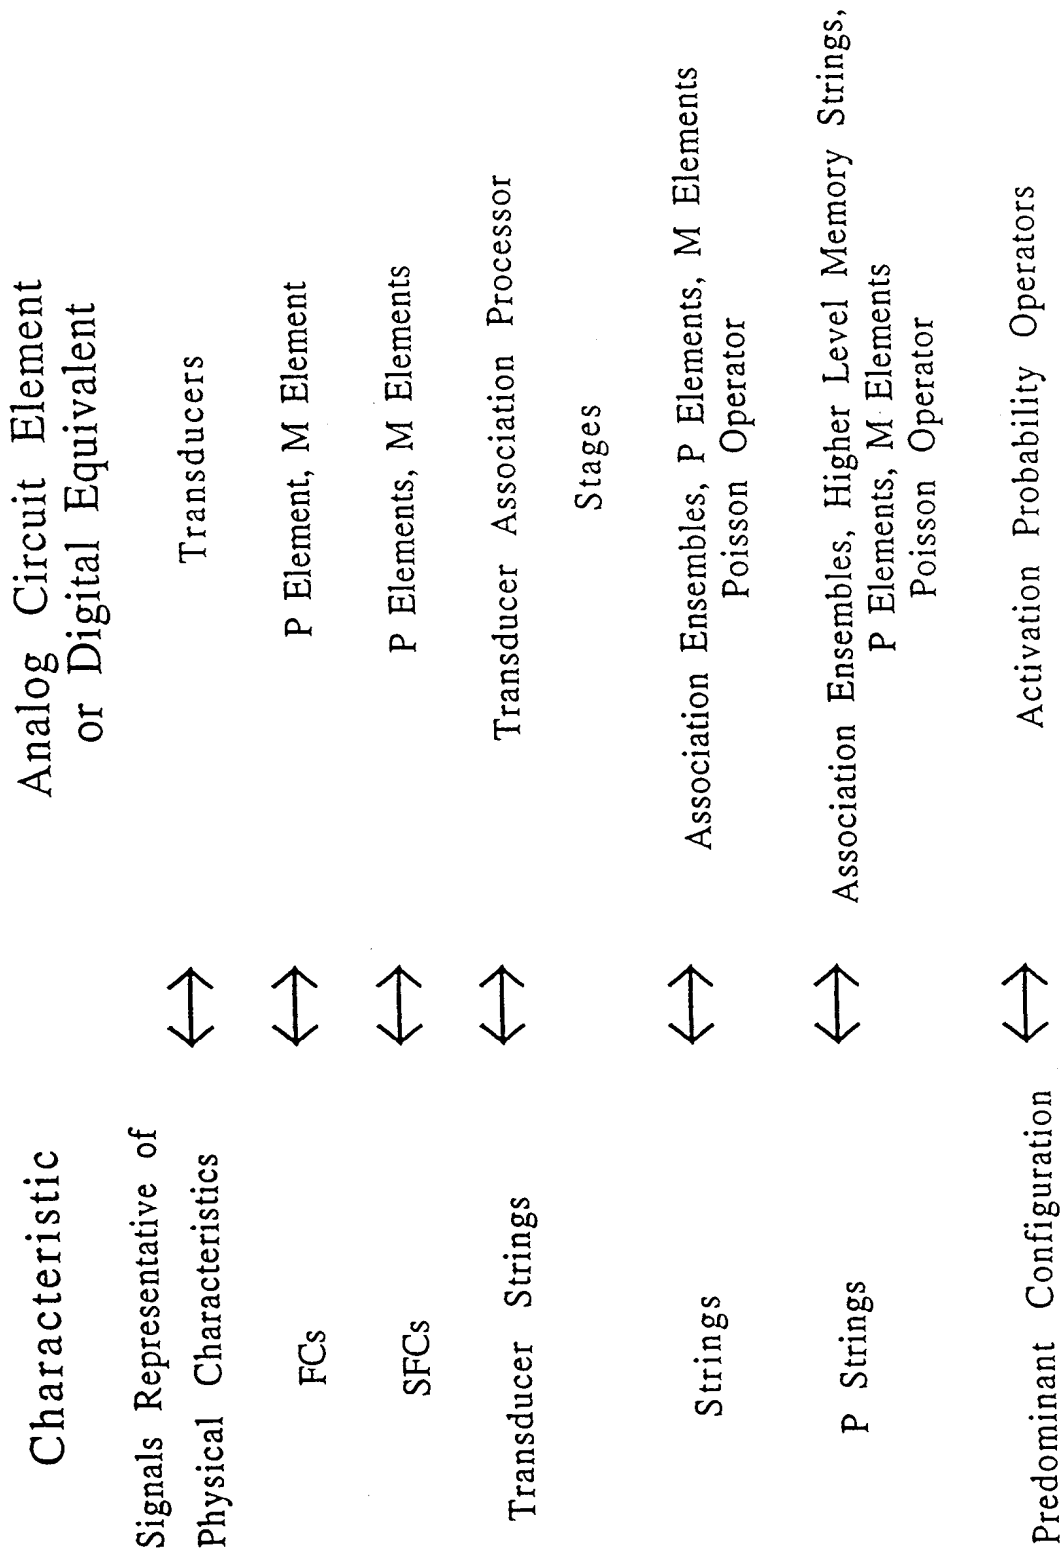 Characteristic
Analog Circuit Element
or Digital Equivalent
Signals Representative of
Physical Characteristics
Transducers
FCs
P Element, M Element
SFCs
P Elements, M Elements
Transducer Strings
Transducer Association Processor
Stages
Strings
Association Ensembles, P Elements, M Elements
Poisson Operator
P Strings
Association Ensembles, Higher Level Memory Strings,
P Elements, M Elements
Poisson Operator
Predominant Configuration
Activation Probability Operators